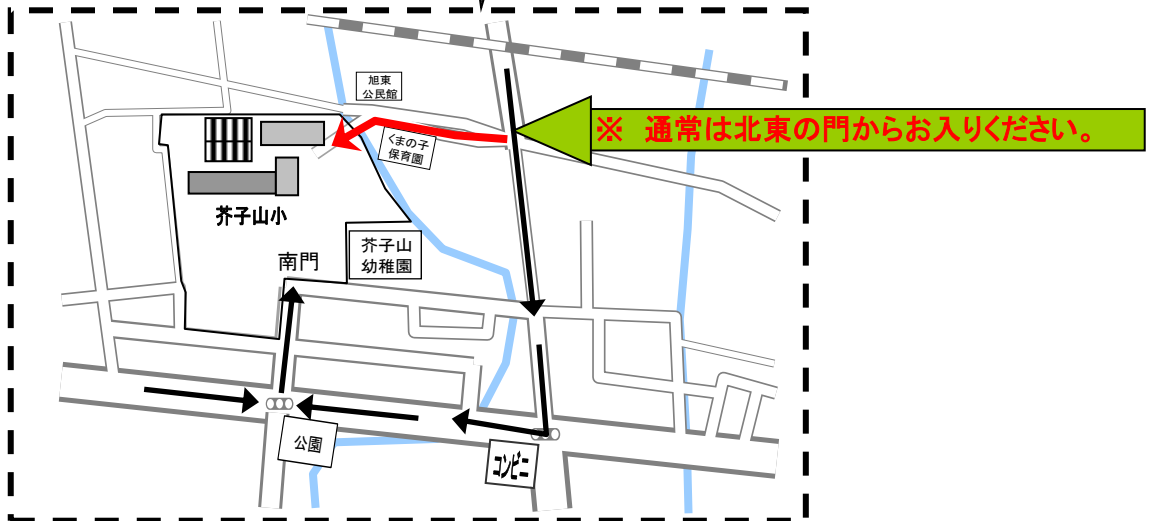 旭東
公民館
※ 通常は北東の門からお入りください。
くまの子
保育園
芥子山小
芥子山
幼稚園
南門
公園
コンビニ